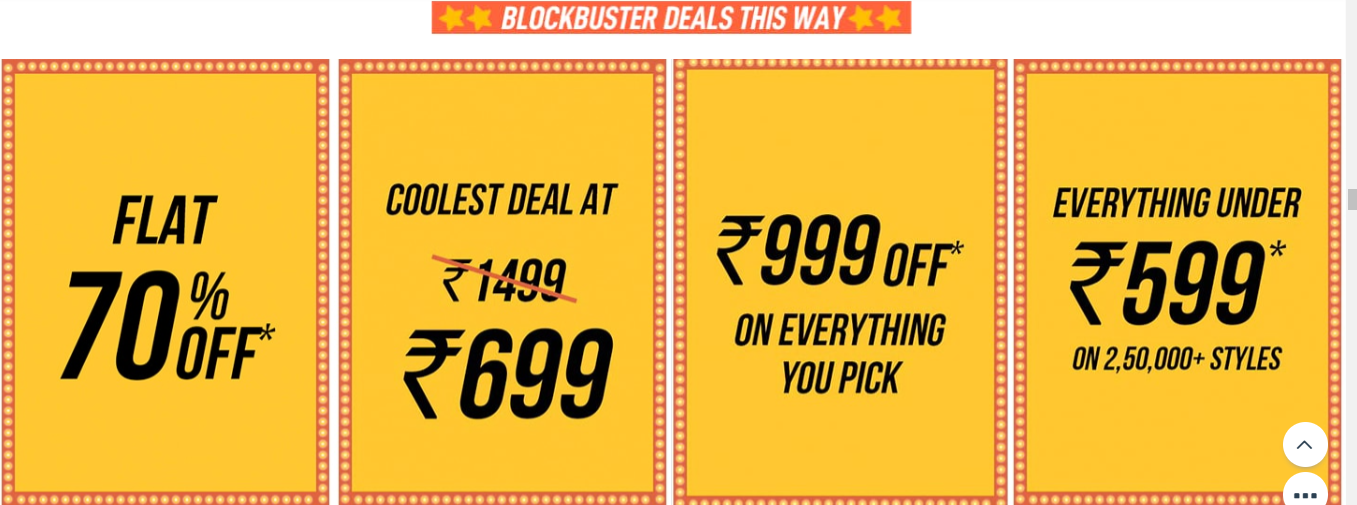 BLOCKBUSTER DEALS THIS WAY
FLAT
70% OFF*
COOLEST DEAL AT
₹1499
₹699
₹999 OFF*
ON EVERYTHING
YOU PICK
EVERYTHING UNDER
₹599*
ON 2,50,000+ STYLES